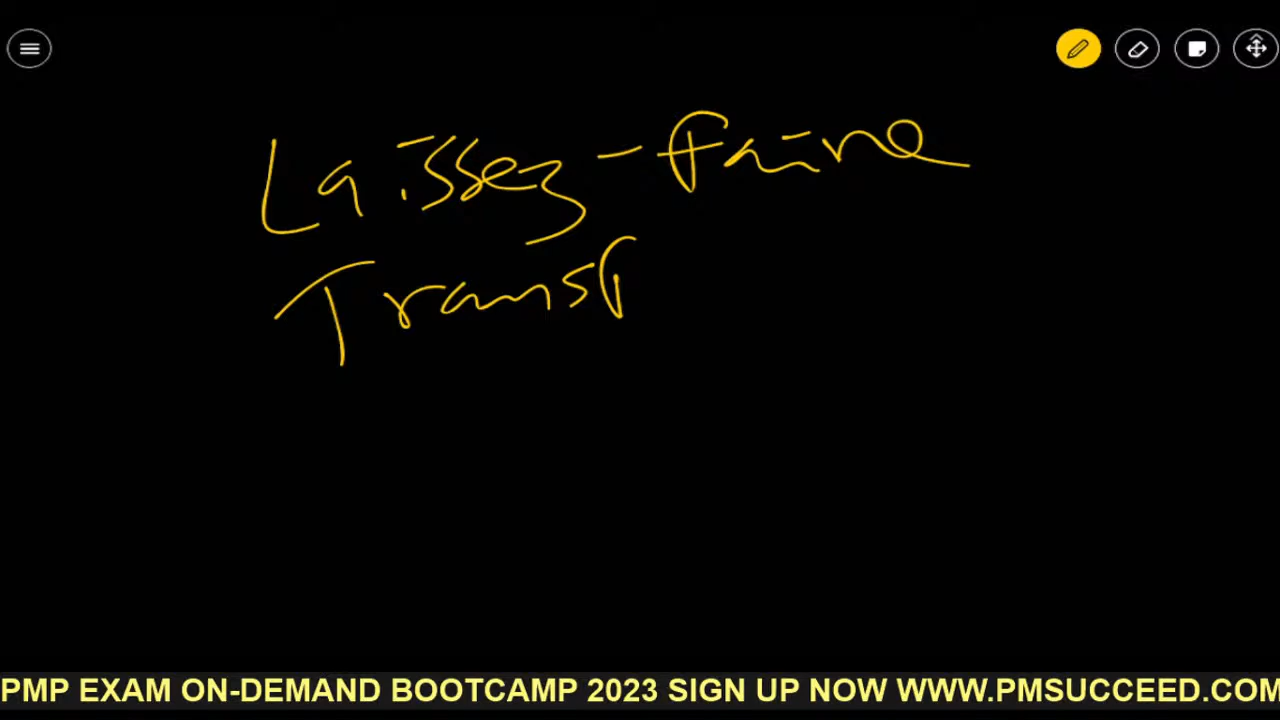 Laissez-faire
Transf
PMP EXAM ON-DEMAND BOOTCAMP 2023 SIGN UP NOW WWW.PMSUCCEED.COM